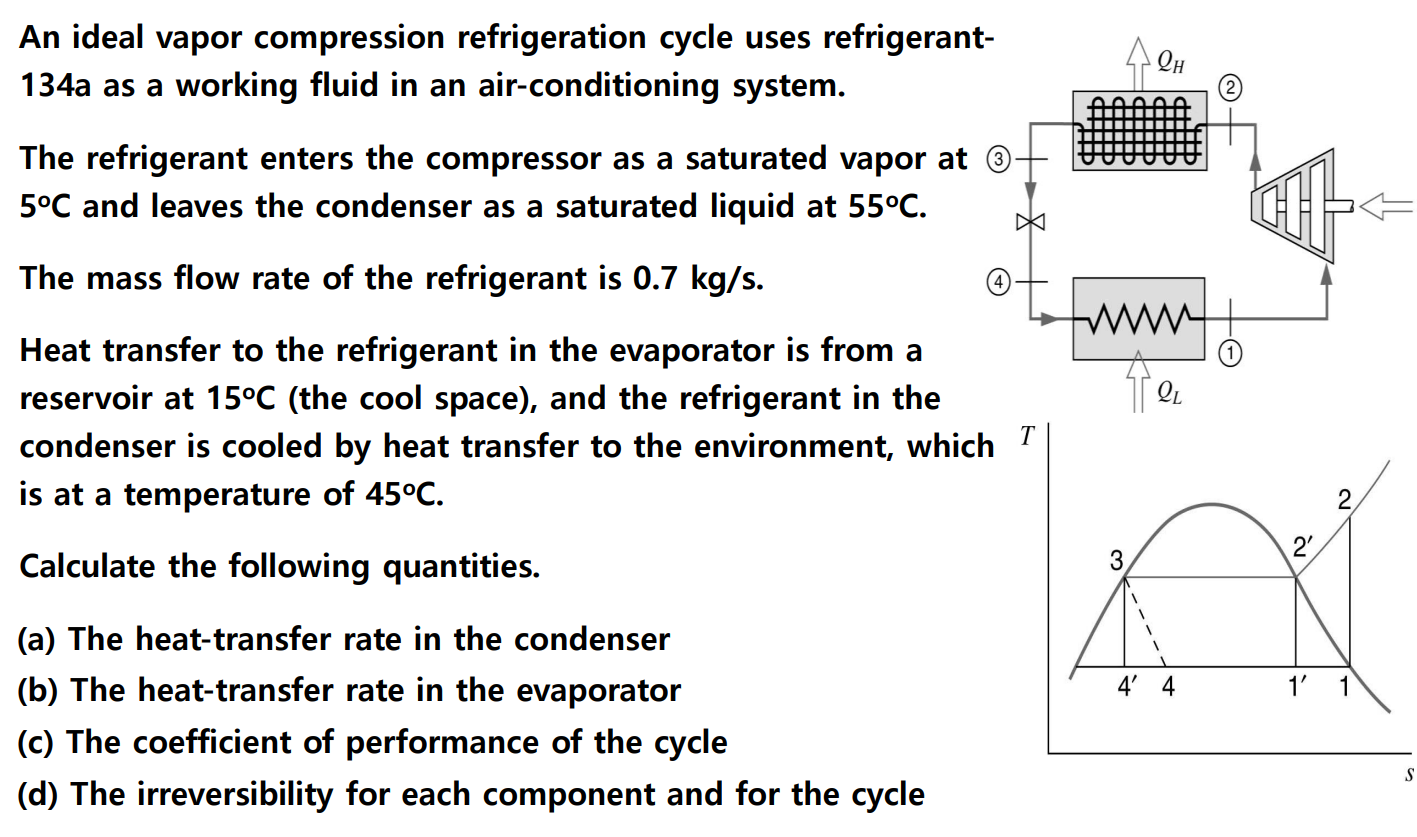 An ideal vapor compression refrigeration cycle uses refrigerant-
134a as a working fluid in an air-conditioning system.
The refrigerant enters the compressor as a saturated vapor at
5ºC and leaves the condenser as a saturated liquid at 55ºC.
The mass flow rate of the refrigerant is 0.7 kg/s.
Heat transfer to the refrigerant in the evaporator is from a
reservoir at 15ºC (the cool space), and the refrigerant in the
condenser is cooled by heat transfer to the environment, which
is at a temperature of 45ºC.
Calculate the following quantities.
(a) The heat-transfer rate in the condenser
(b) The heat-transfer rate in the evaporator
(c) The coefficient of performance of the cycle
(d) The irreversibility for each component and for the cycle
QH
2
3
4
1
QL
T
2
2′
3
4′ 4 1′ 1
s